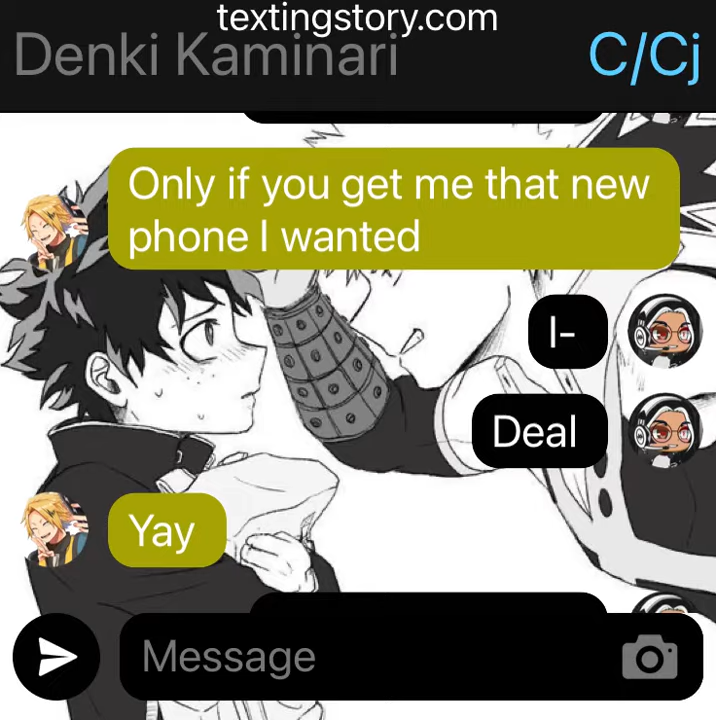 textingstory.com
Denki Kaminari
C/Cj
Only if you get me that new
phone I wanted
I-
Deal
Yay
Message